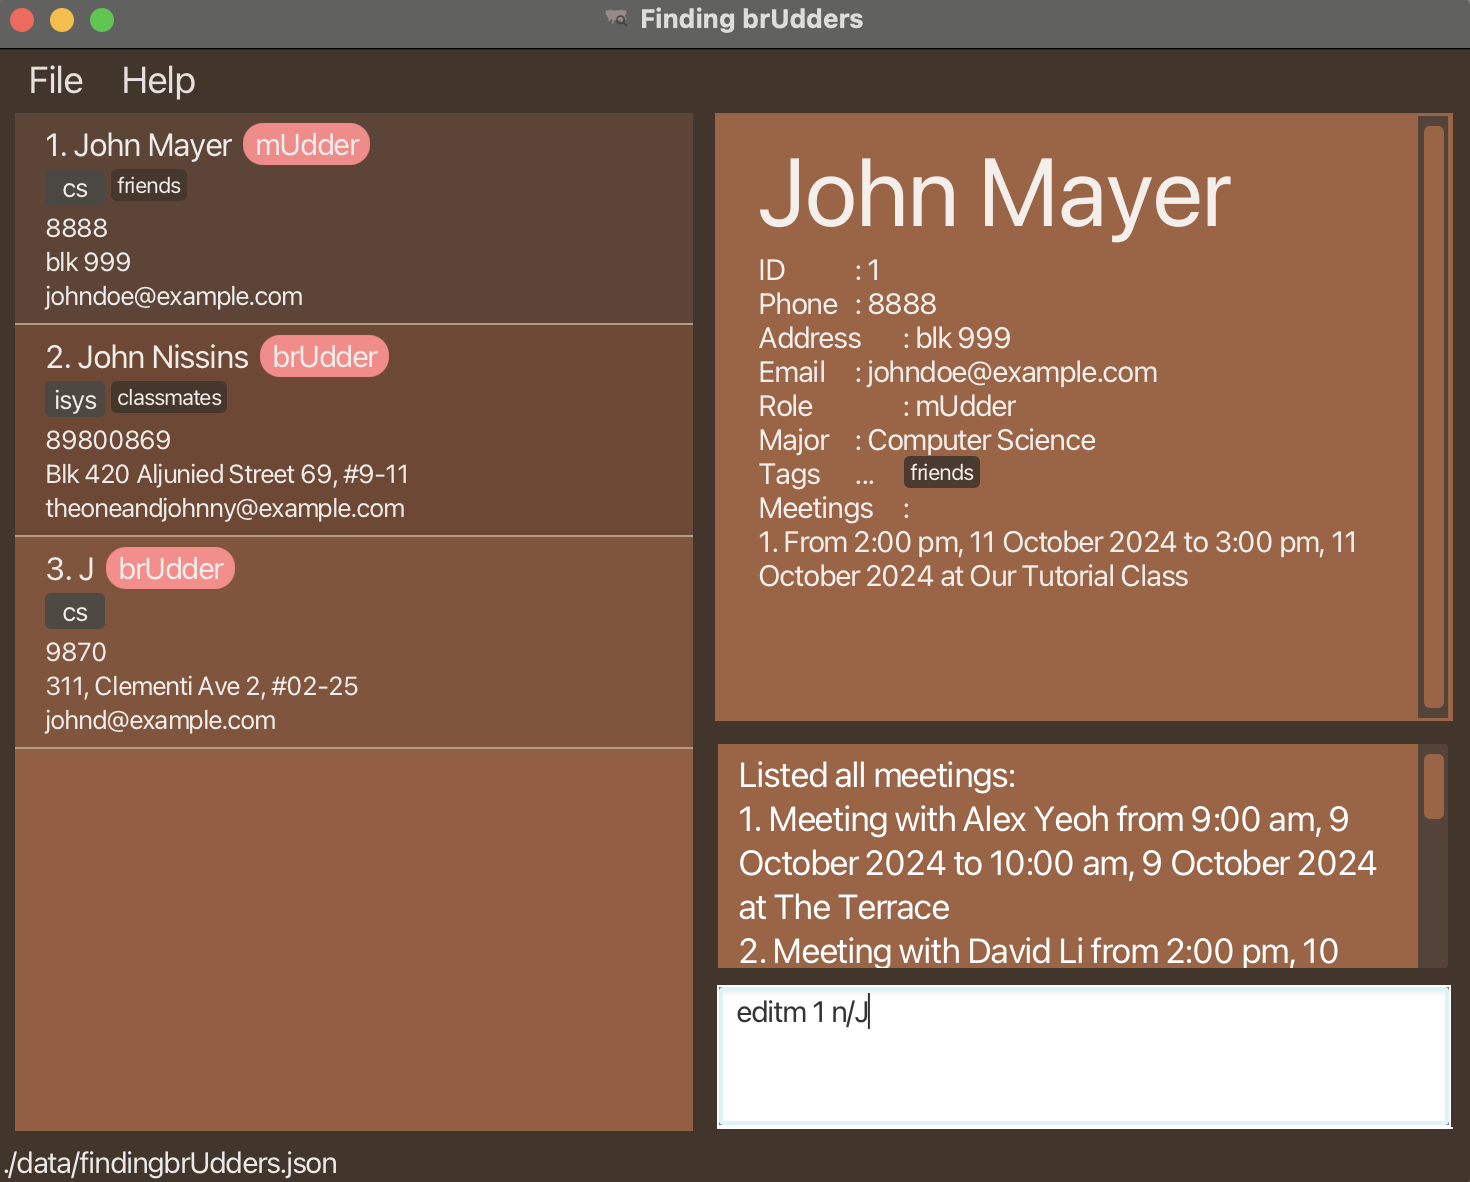 Finding brUdders
File Help
1. John Mayer mUdder
cs friends
8888
blk 999
johndoe@example.com
2. John Nissins brUdder
isys classmates
89800869
Blk 420 Aljunied Street 69, #9-11
theoneandjohnny@example.com
3. J brUdder
cs
9870
311, Clementi Ave 2, #02-25
johnd@example.com
John Mayer
ID : 1
Phone : 8888
Address : blk 999
Email : johndoe@example.com
Role : mUdder
Major : Computer Science
Tags ... friends
Meetings :
1. From 2:00 pm, 11 October 2024 to 3:00 pm, 11
October 2024 at Our Tutorial Class
Listed all meetings:
1. Meeting with Alex Yeoh from 9:00 am, 9
October 2024 to 10:00 am, 9 October 2024
at The Terrace
2. Meeting with David Li from 2:00 pm, 10
editm 1 n/J
./data/findingbrUdders.json